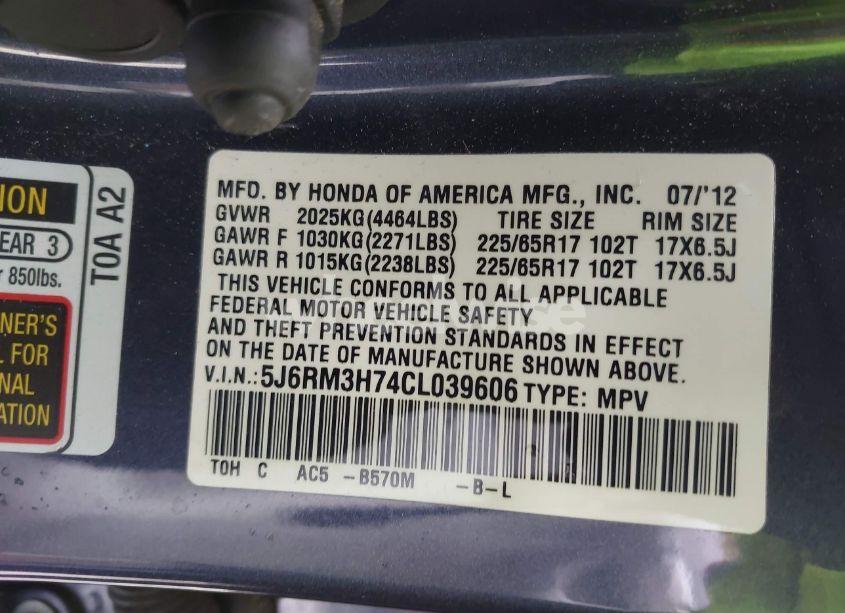 ION
EAR 3
r 850lbs.
NER'S
L FOR
NAL
ATION
TOA A2
MFD. BY HONDA OF AMERICA MFG., INC. 07/'12
GVWR 2025KG(4464LBS) TIRE SIZE RIM SIZE
GAWR F 1030KG(2271LBS) 225/65R17 102T 17X6.5J
GAWR R 1015KG(2238LBS) 225/65R17 102T 17X6.5J
THIS VEHICLE CONFORMS TO ALL APPLICABLE
FEDERAL MOTOR VEHICLE SAFETY
AND THEFT PREVENTION STANDARDS IN EFFECT
ON THE DATE OF MANUFACTURE SHOWN ABOVE.
V.I.N.:5J6RM3H74CL039606 TYPE: MPV
TOH C AC5 -B570M -B-L